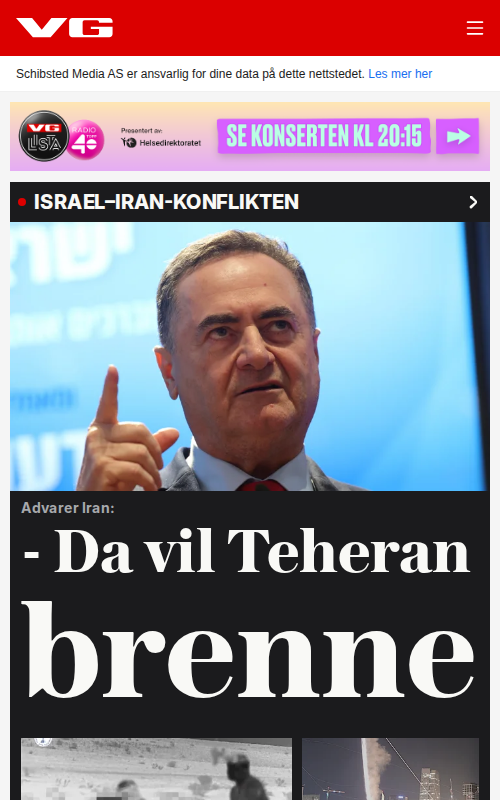 VG
Schibsted Media AS er ansvarlig for dine data på dette nettstedet. Les mer her
VG
LISTA
RADIO
TOPP
40
Presentert av:
Helsedirektoratet
SE KONSERTEN KL 20:15
ISRAEL–IRAN-KONFLIKTEN
Advarer Iran:
- Da vil Teheran
brenne